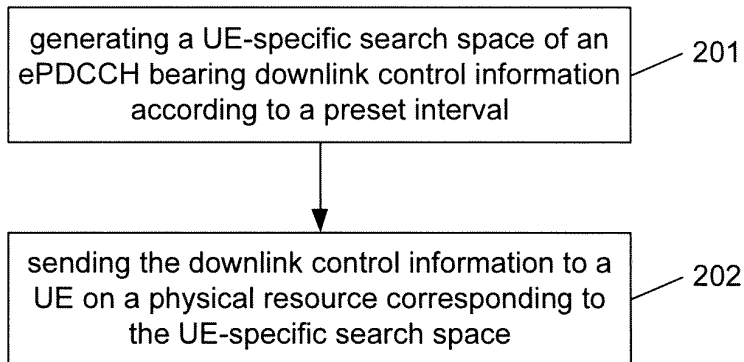 generating a UE-specific search space of an
ePDCCH bearing downlink control information
according to a preset interval
201
sending the downlink control information to a
UE on a physical resource corresponding to
the UE-specific search space
202